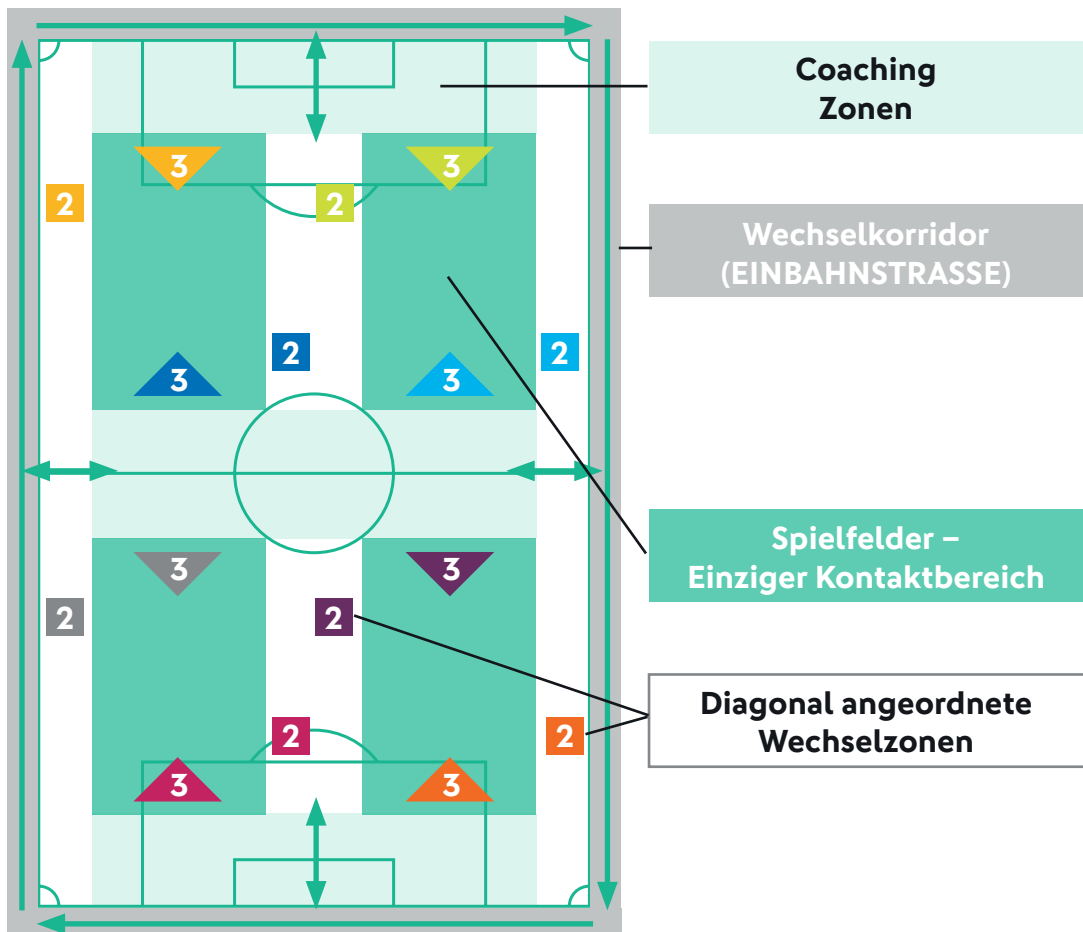 Coaching
Zonen
3
3
2
2
Wechselkorridor
(EINBAHNSTRASSE)
2
2
3
3
Spielfelder –
Einziger Kontaktbereich
3
3
2
2
Diagonal angeordnete
Wechselzonen
2
2
3
3